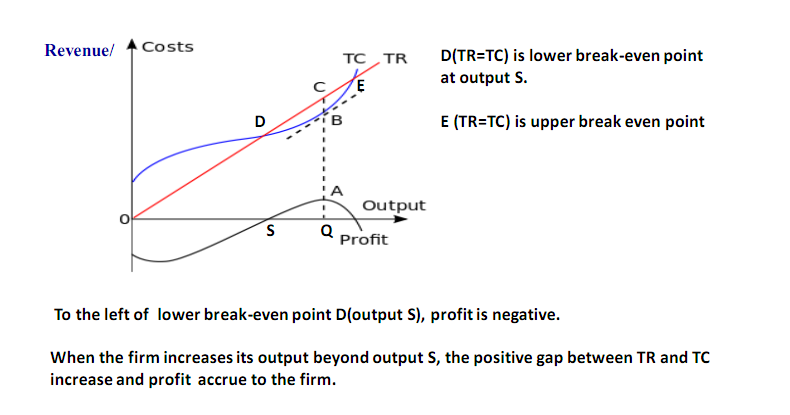 Revenue/ Costs
TC TR
D(TR=TC) is lower break-even point
at output S.
C E
D B
E (TR=TC) is upper break even point
A
Output
O
S Q
Profit
To the left of lower break-even point D(output S), profit is negative.
When the firm increases its output beyond output S, the positive gap between TR and TC
increase and profit accrue to the firm.